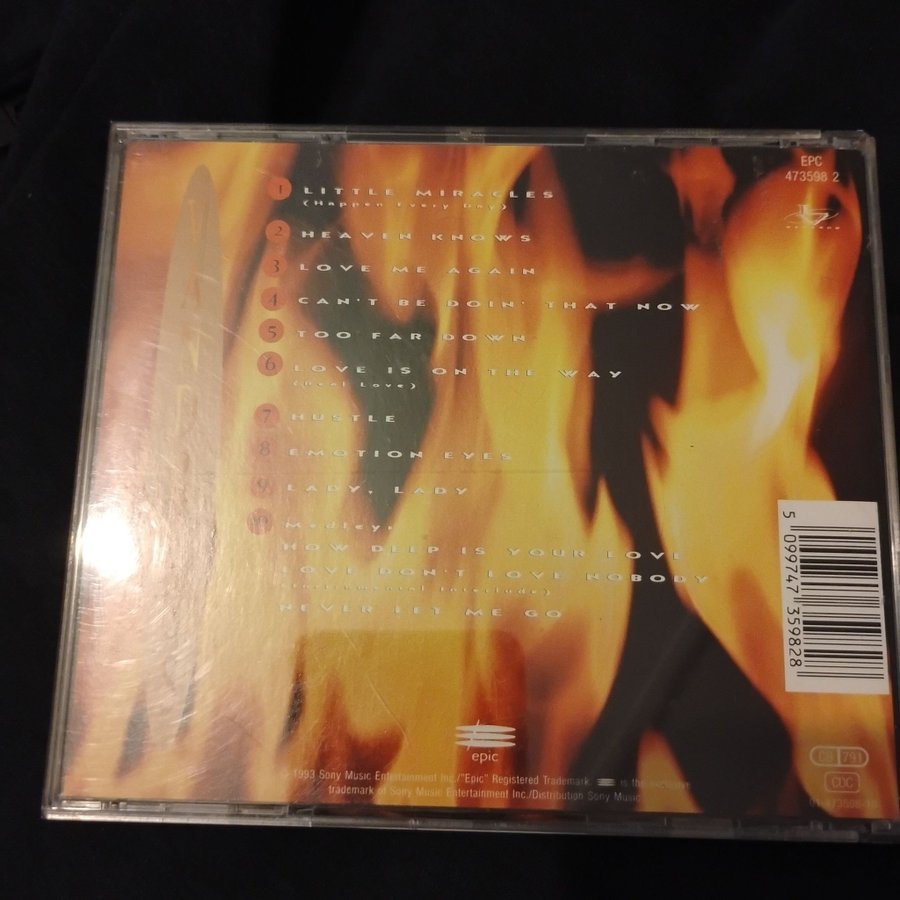 EPC
473598 2
1 LITTLE MIRACLES
(Happen Every Day)
2 HEAVEN KNOWS
3 LOVE ME AGAIN
4 CAN'T BE DOIN' THAT NOW
5 TOO FAR DOWN
6 LOVE IS ON THE WAY
(Real Love)
7 HUSTLE
8 EMOTION EYES
9 LADY, LADY
10 Medley:
HOW DEEP IS YOUR LOVE
LOVE DON'T LOVE NOBODY
(Instrumental Interlude)
NEVER LET ME GO
5 099747 359828
epic
1993 Sony Music Entertainment Inc./"Epic" Registered Trademark. is the exclusive
trademark of Sony Music Entertainment Inc./Distribution Sony Music
791
CDC